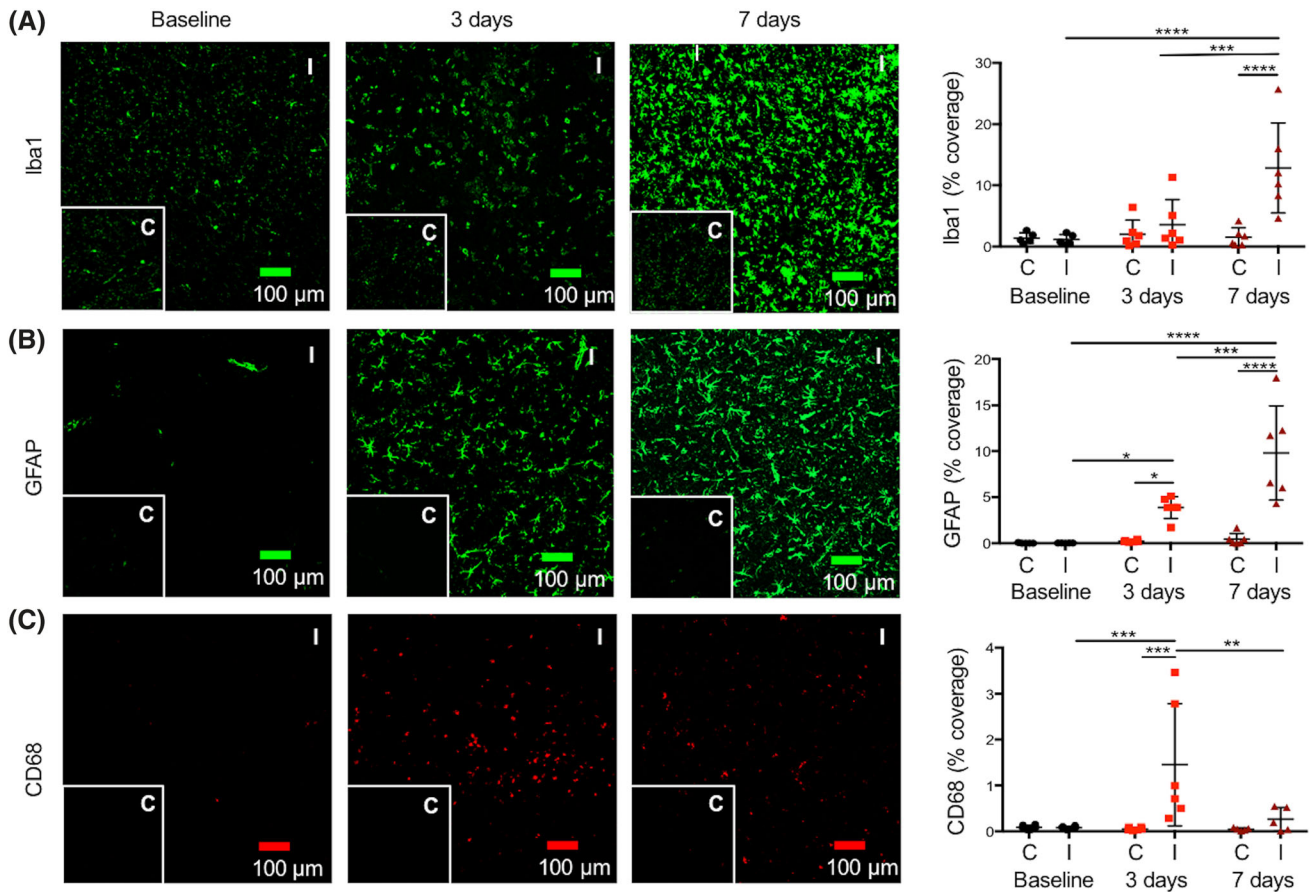 (A)
Baseline
3 days
7 days
Iba1
I
C
100 µm
I
C
100 µm
I
I
C
100 µm
Iba1 (% coverage)
30
20
10
0
****
***
****
C I C I C I
Baseline 3 days 7 days
(B)
GFAP
I
C
100 µm
I
C
100 µm
I
C
100 µm
GFAP (% coverage)
20
15
10
5
0
****
***
****
*
*
C I C I C I
Baseline 3 days 7 days
(C)
CD68
I
C
100 µm
I
C
100 µm
I
C
100 µm
CD68 (% coverage)
4
3
2
1
0
***
***
**
C I C I C I
Baseline 3 days 7 days